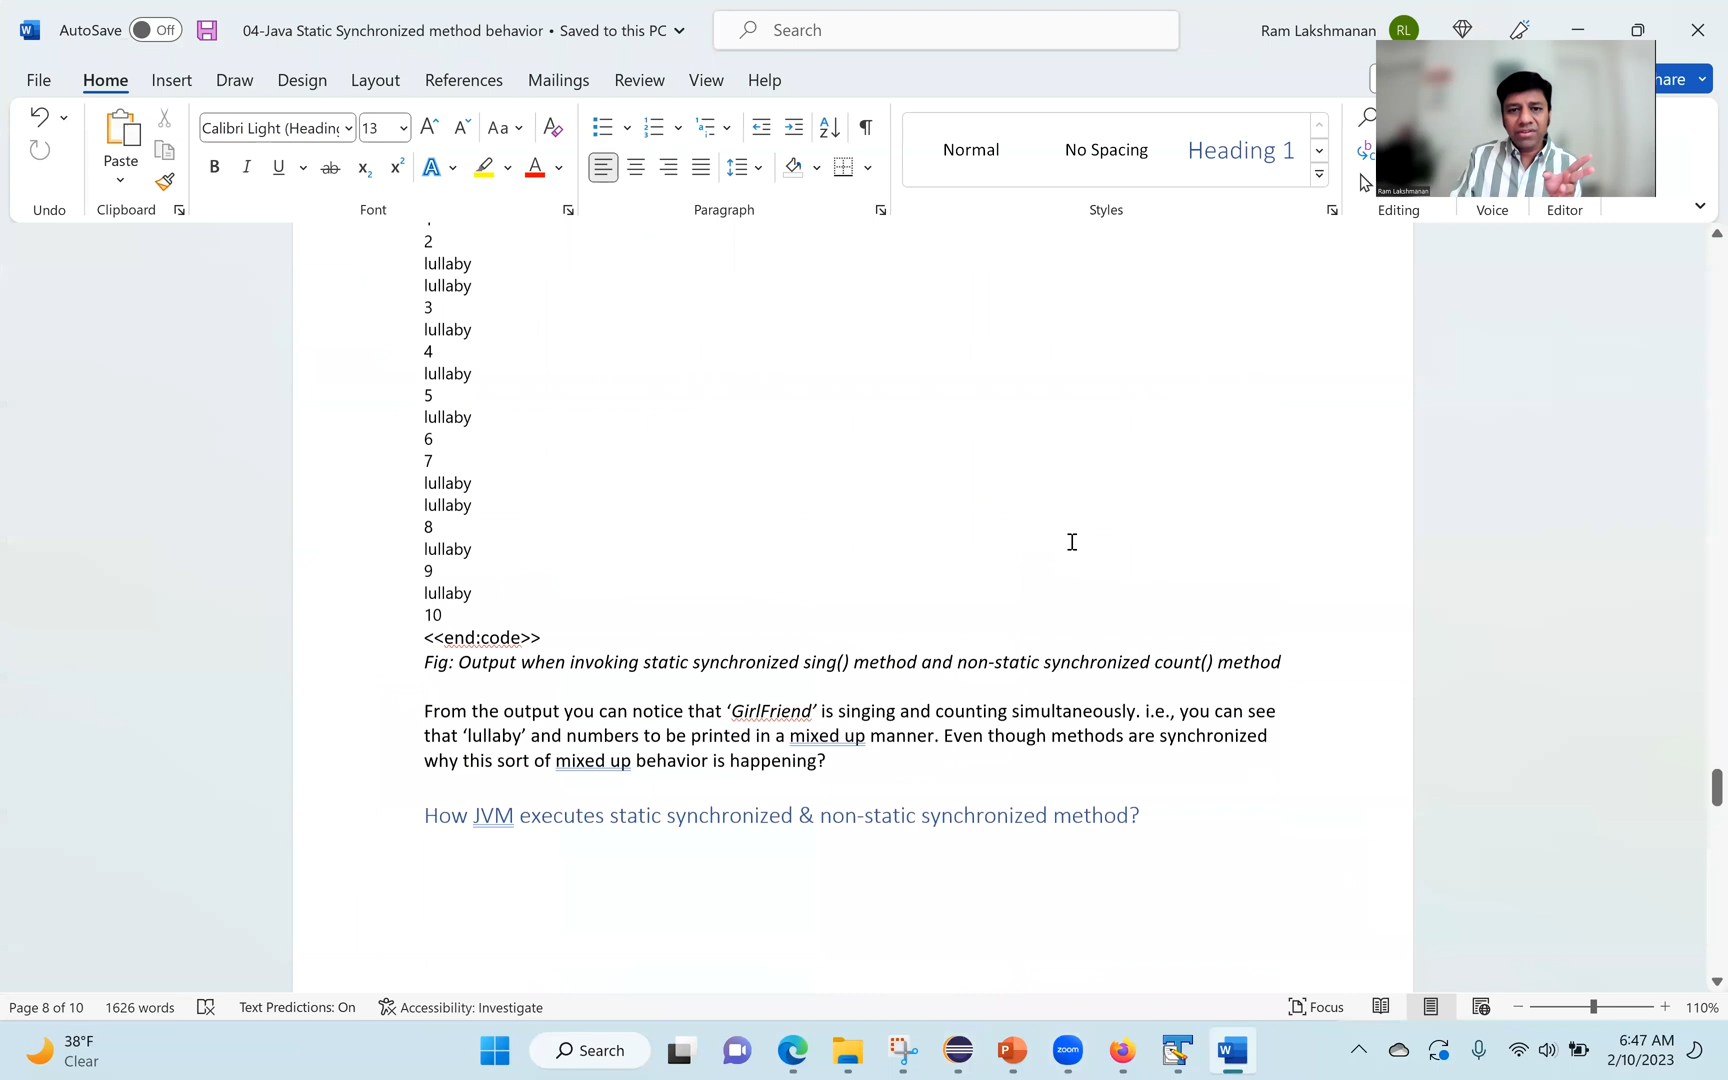 AutoSave Off 04-Java Static Synchronized method behavior • Saved to this PC Search Ram Lakshmanan RL
File Home Insert Draw Design Layout References Mailings Review View Help
Paste Calibri Light (Heading 13 Aa Normal No Spacing Heading 1
Undo Clipboard Font Paragraph Styles Editing Voice Editor
Ram Lakshmanan
2
lullaby
lullaby
3
lullaby
4
lullaby
5
lullaby
6
7
lullaby
lullaby
8
lullaby
9
lullaby
10
<<end:code>>
Fig: Output when invoking static synchronized sing() method and non-static synchronized count() method
From the output you can notice that ‘GirlFriend’ is singing and counting simultaneously. i.e., you can see
that ‘lullaby’ and numbers to be printed in a mixed up manner. Even though methods are synchronized
why this sort of mixed up behavior is happening?
How JVM executes static synchronized & non-static synchronized method?
Page 8 of 10 1626 words Text Predictions: On Accessibility: Investigate Focus 110%
38°F
Clear
Search
zoom
6:47 AM
2/10/2023